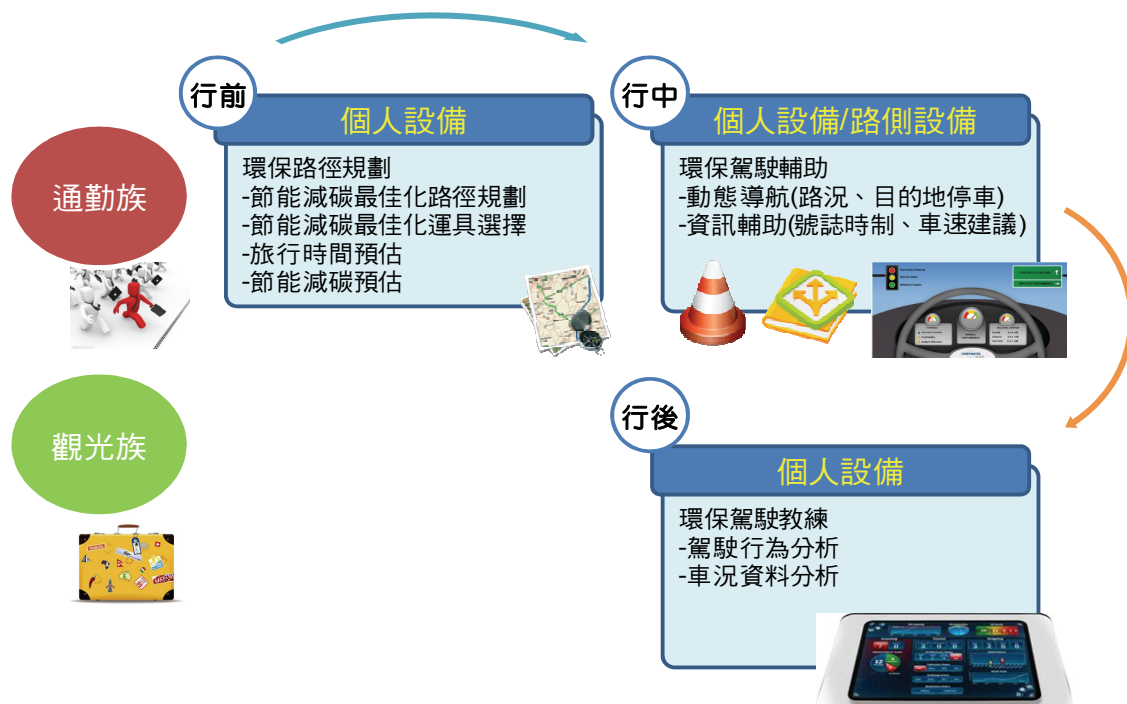 行前
個人設備
環保路徑規劃
-節能減碳最佳化路徑規劃
-節能減碳最佳化運具選擇
-旅行時間預估
-節能減碳預估
行中
個人設備/路側設備
環保駕駛輔助
-動態導航(路況、目的地停車)
-資訊輔助(號誌時制、車速建議)
通勤族
觀光族
行後
個人設備
環保駕駛教練
-駕駛行為分析
-車況資料分析